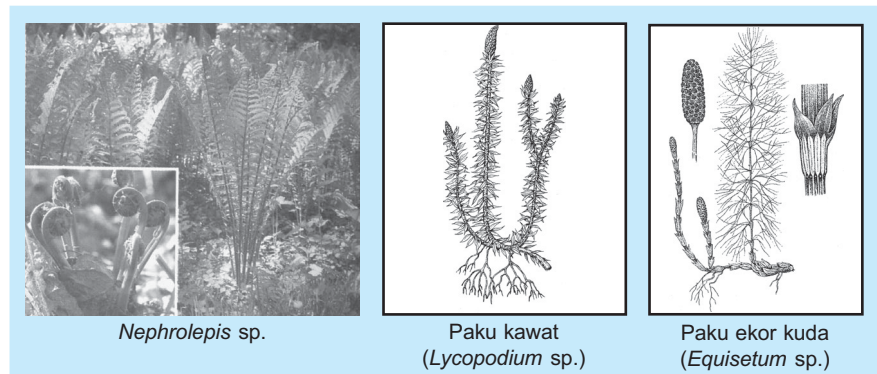 Nephrolepis sp.
Paku kawat
(Lycopodium sp.)
Paku ekor kuda
(Equisetum sp.)